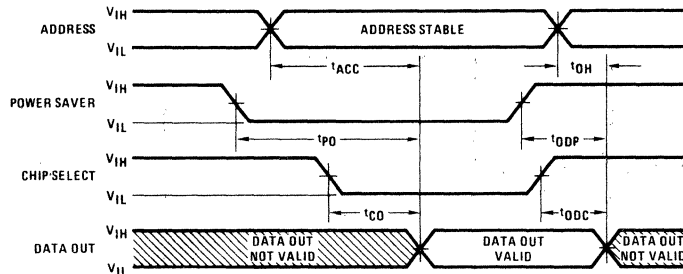 VIH
ADDRESS
ADDRESS STABLE
VIL
tACC
tOH
VIH
POWER SAVER
VIL
tPO
tODP
VIH
CHIP SELECT
VIL
tCO
tODC
VIH
DATA OUT
DATA OUT
NOT VALID
DATA OUT
VALID
DATA OUT
NOT VALID
VIL